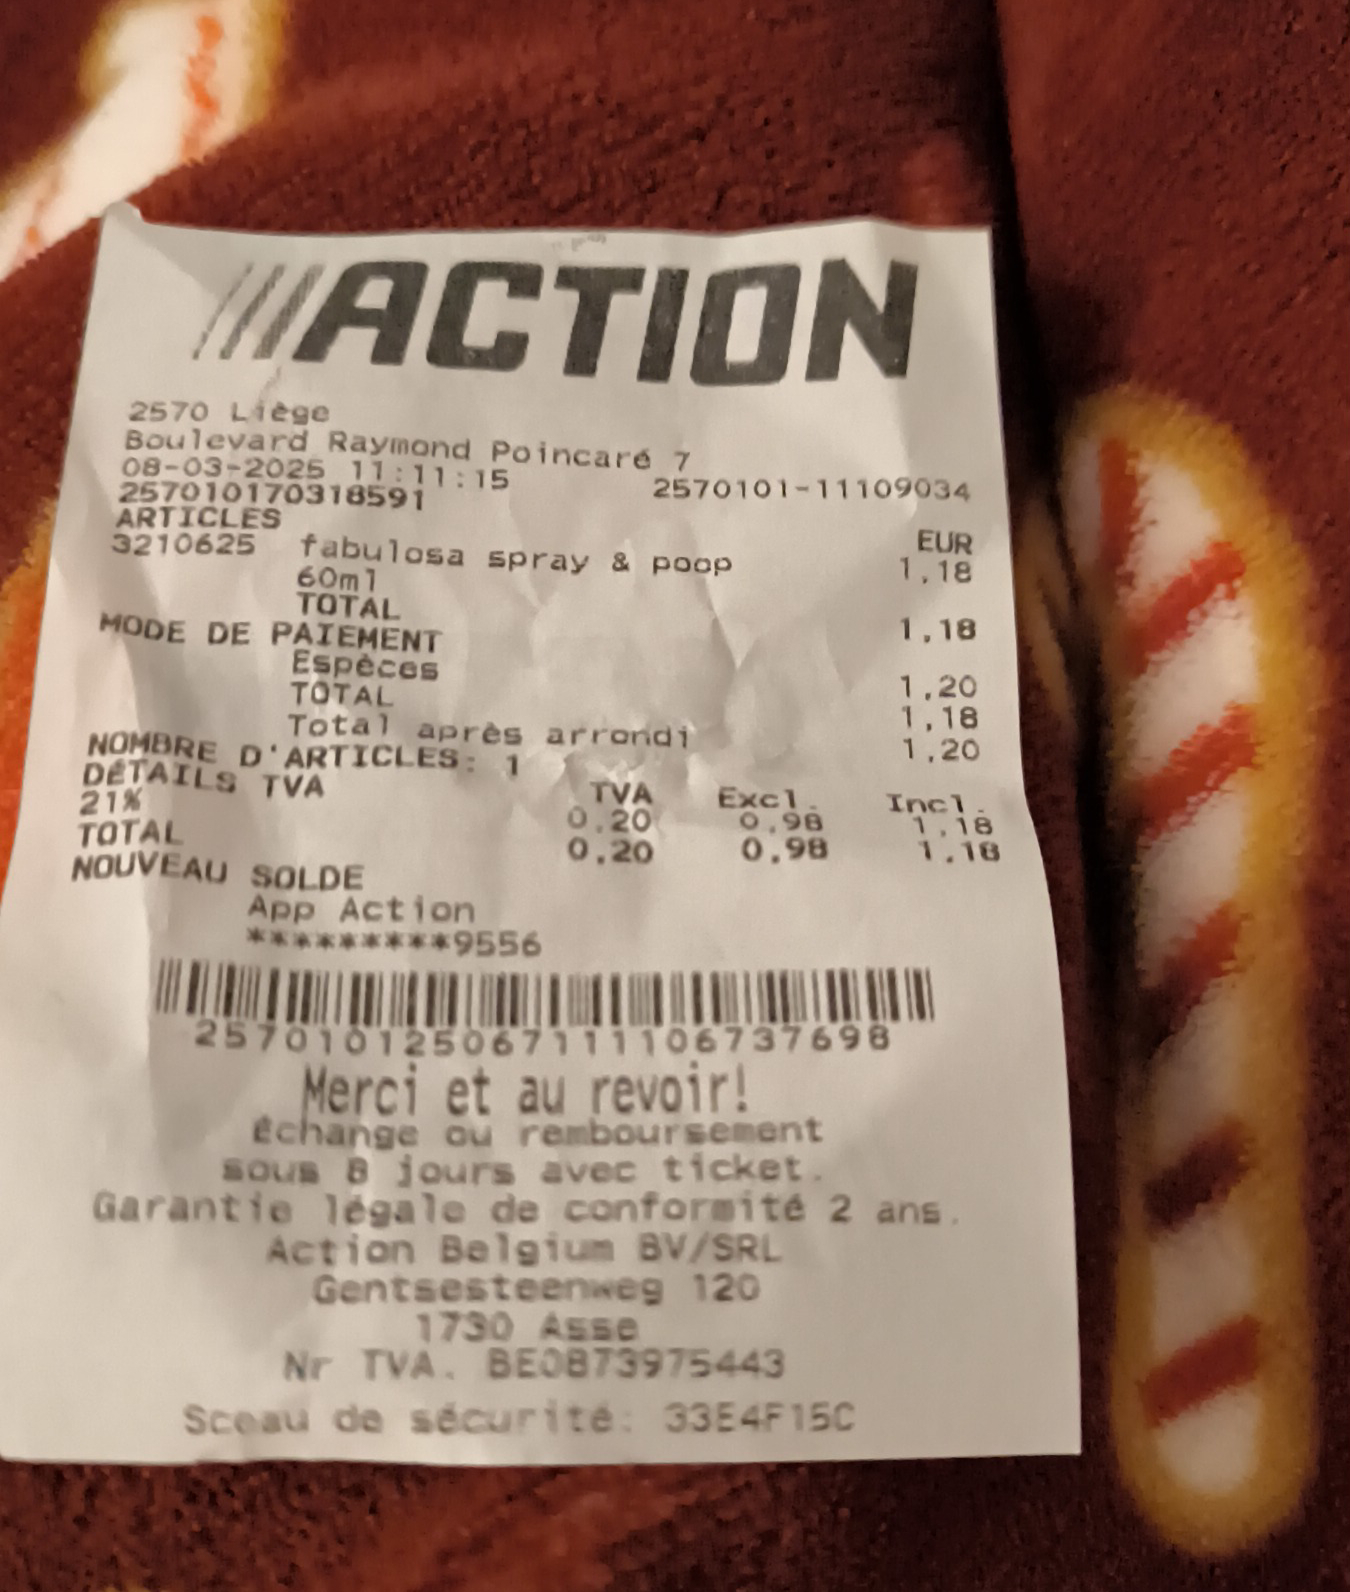 ///ACTION
2570 Liège
Boulevard Raymond Poincaré 7
08-03-2025 11:11:15
257010170318591 2570101-11109034
ARTICLES EUR
3210625 fabulosa spray & poop 1,18
60ml
TOTAL 1,18
MODE DE PAIEMENT
Espèces 1,20
TOTAL 1,18
Total après arrondi 1,20
NOMBRE D'ARTICLES: 1
DÉTAILS TVA TVA Excl. Incl.
21% 0.20 0.98 1.18
TOTAL 0.20 0.98 1.18
NOUVEAU SOLDE
App Action
*********9556
2570101250671111106737698
Merci et au revoir!
échange ou remboursement
sous 8 jours avec ticket.
Garantie légale de conformité 2 ans.
Action Belgium BV/SRL
Gentsesteenweg 120
1730 Asse
Nr TVA. BE0873975443
Sceau de sécurité: 33E4F15C